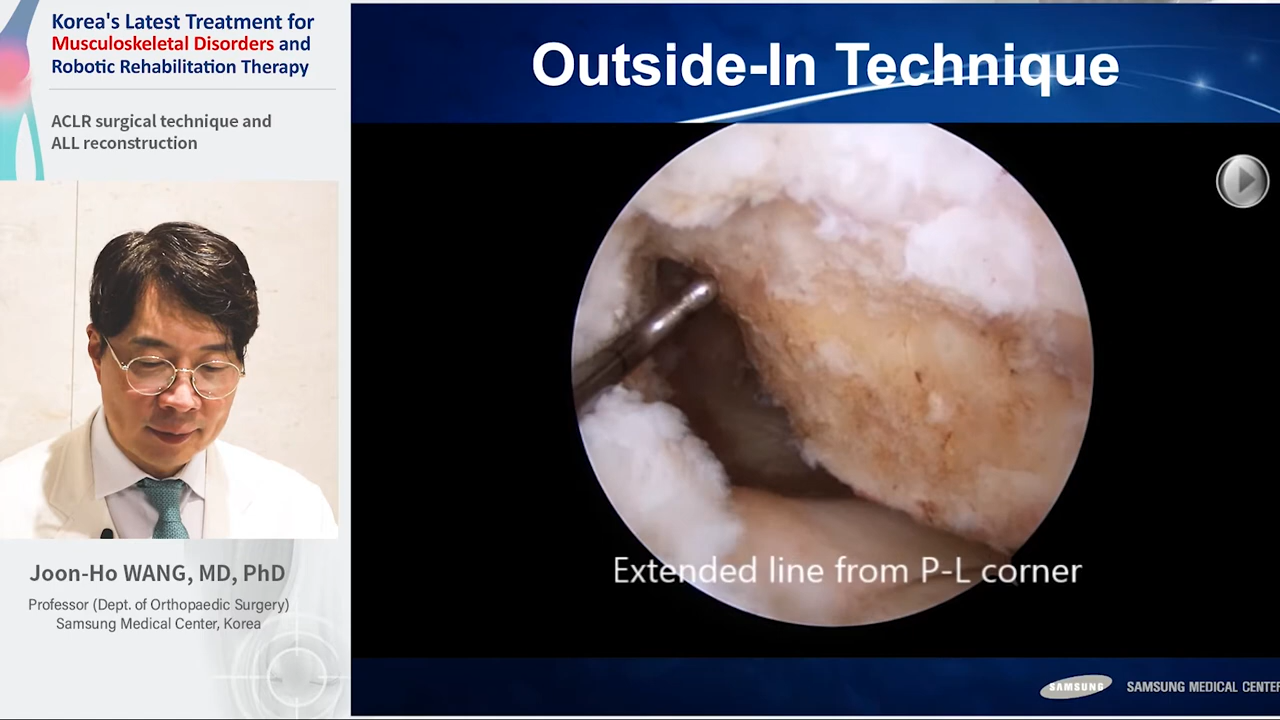 Korea's Latest Treatment for
Musculoskeletal Disorders and
Robotic Rehabilitation Therapy
ACLR surgical technique and
ALL reconstruction
Joon-Ho WANG, MD, PhD
Professor (Dept. of Orthopaedic Surgery)
Samsung Medical Center, Korea
Outside-In Technique
Extended line from P-L corner
SAMSUNG SAMSUNG MEDICAL CENTER